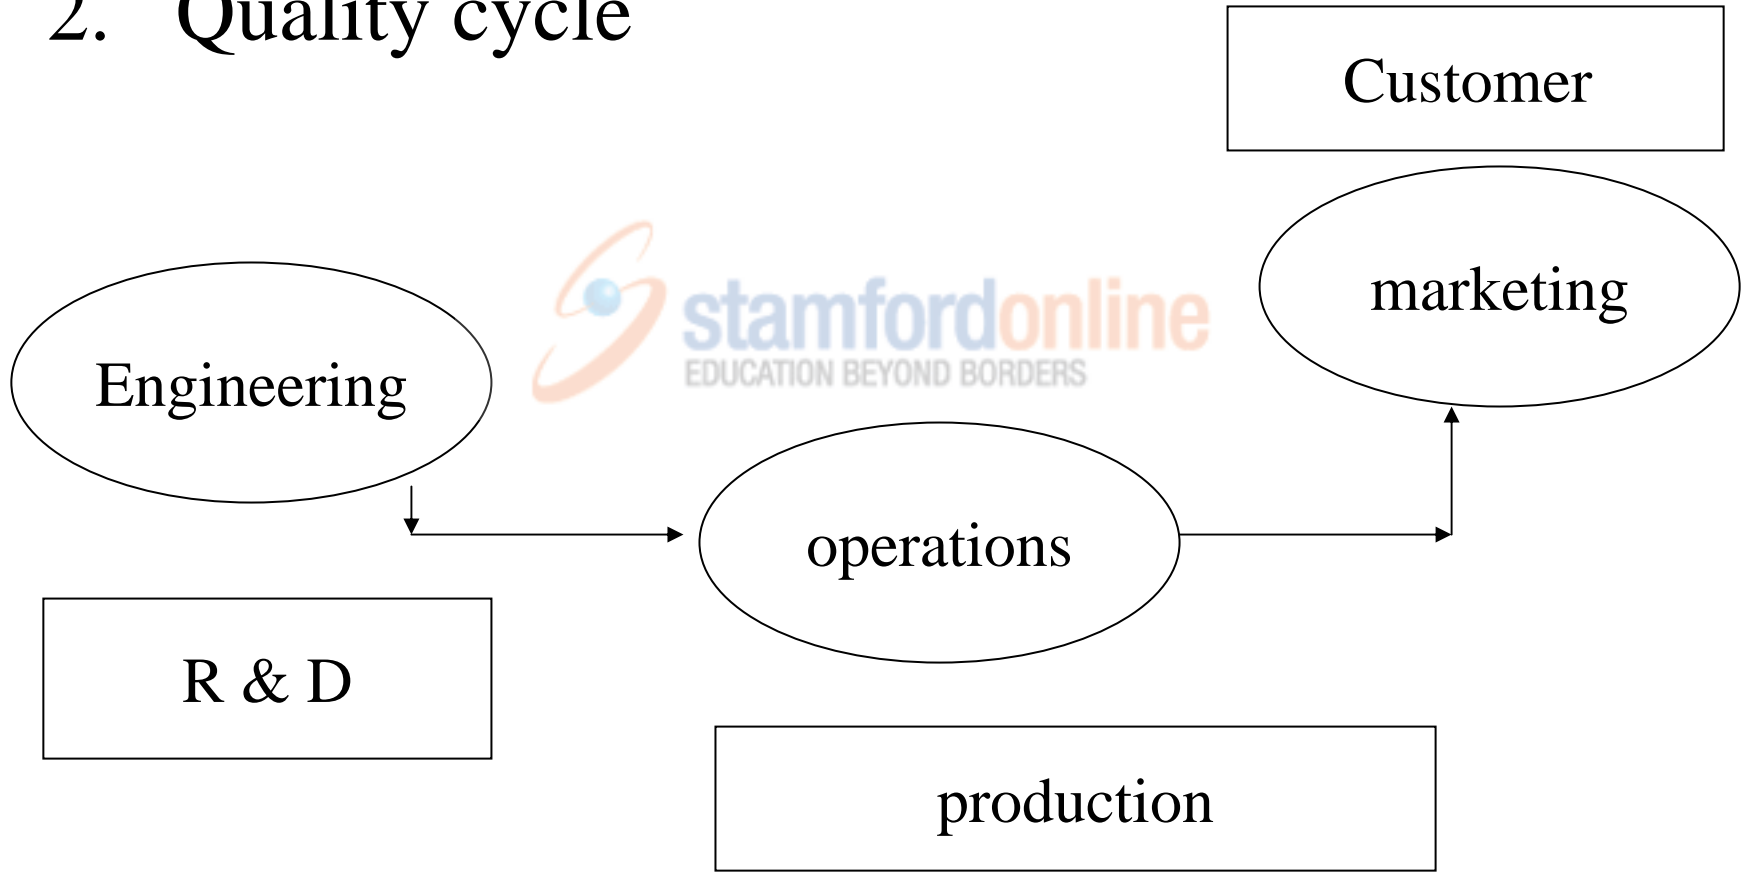 2. Quality cycle
Customer
marketing
stamfordonline
EDUCATION BEYOND BORDERS
Engineering
operations
R & D
production